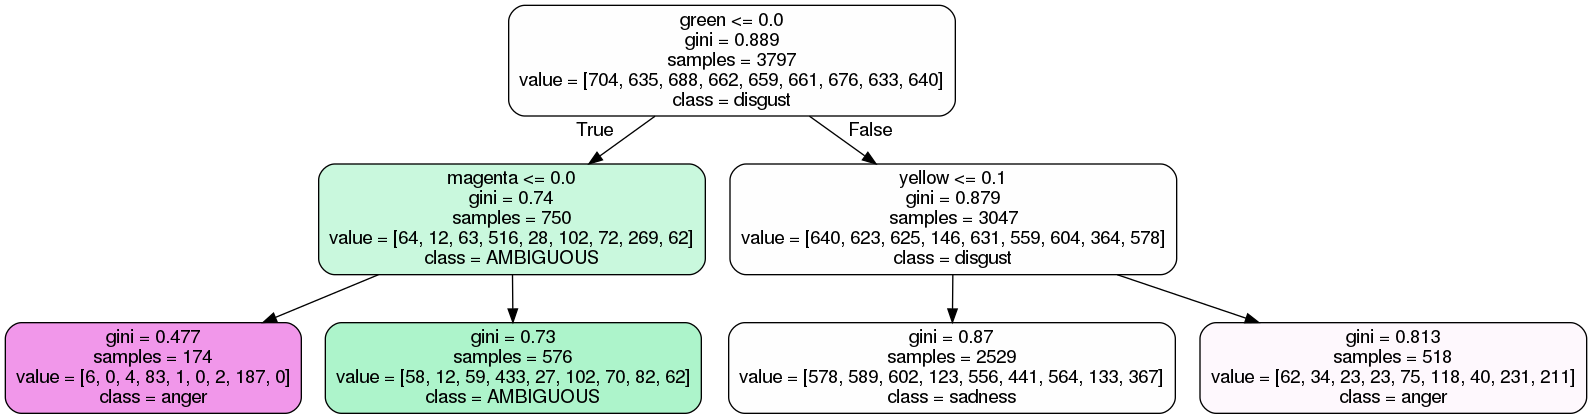 green <= 0.0
gini = 0.889
samples = 3797
value = [704, 635, 688, 662, 659, 661, 676, 633, 640]
class = disgust
True
False
magenta <= 0.0
gini = 0.74
samples = 750
value = [64, 12, 63, 516, 28, 102, 72, 269, 62]
class = AMBIGUOUS
yellow <= 0.1
gini = 0.879
samples = 3047
value = [640, 623, 625, 146, 631, 559, 604, 364, 578]
class = disgust
gini = 0.477
samples = 174
value = [6, 0, 4, 83, 1, 0, 2, 187, 0]
class = anger
gini = 0.73
samples = 576
value = [58, 12, 59, 433, 27, 102, 70, 82, 62]
class = AMBIGUOUS
gini = 0.87
samples = 2529
value = [578, 589, 602, 123, 556, 441, 564, 133, 367]
class = sadness
gini = 0.813
samples = 518
value = [62, 34, 23, 23, 75, 118, 40, 231, 211]
class = anger